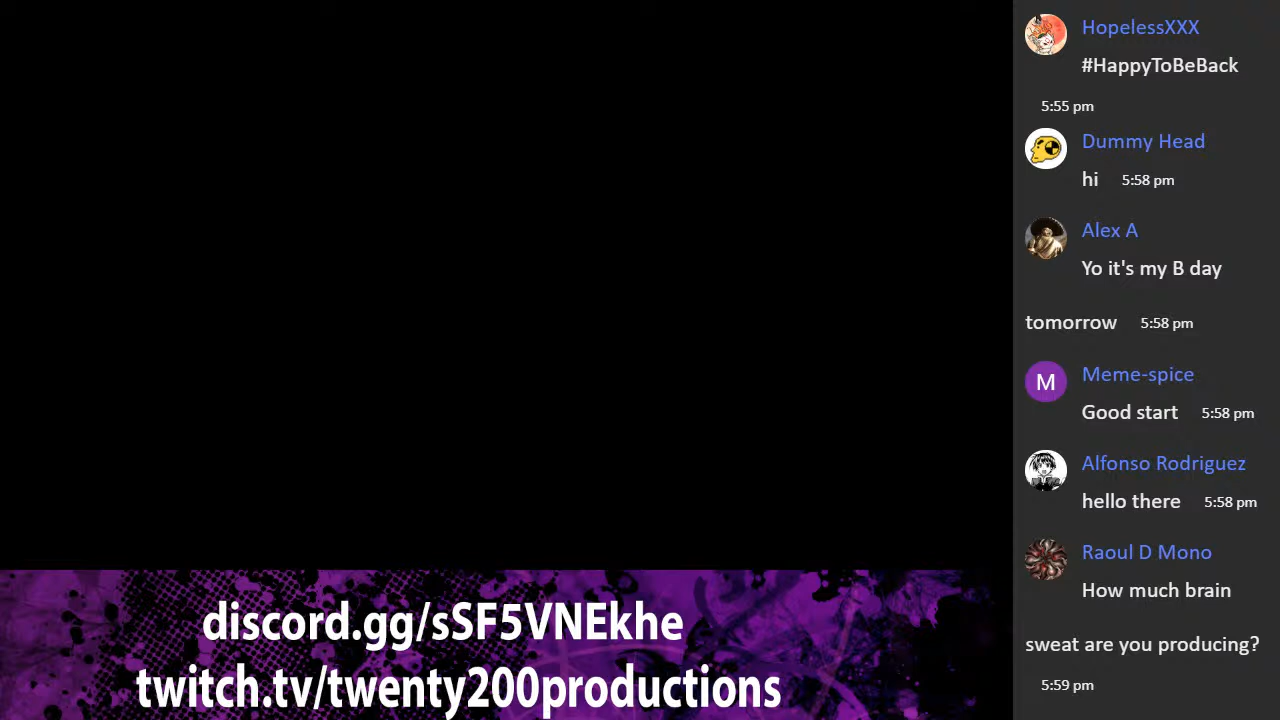 HopelessXXX
#HappyToBeBack
5:55 pm
Dummy Head
hi 5:58 pm
Alex A
Yo it's my B day
tomorrow 5:58 pm
M
Meme-spice
Good start 5:58 pm
Alfonso Rodriguez
hello there 5:58 pm
Raoul D Mono
How much brain
sweat are you producing?
5:59 pm
discord.gg/sSF5VNEkhe
twitch.tv/twenty200productions